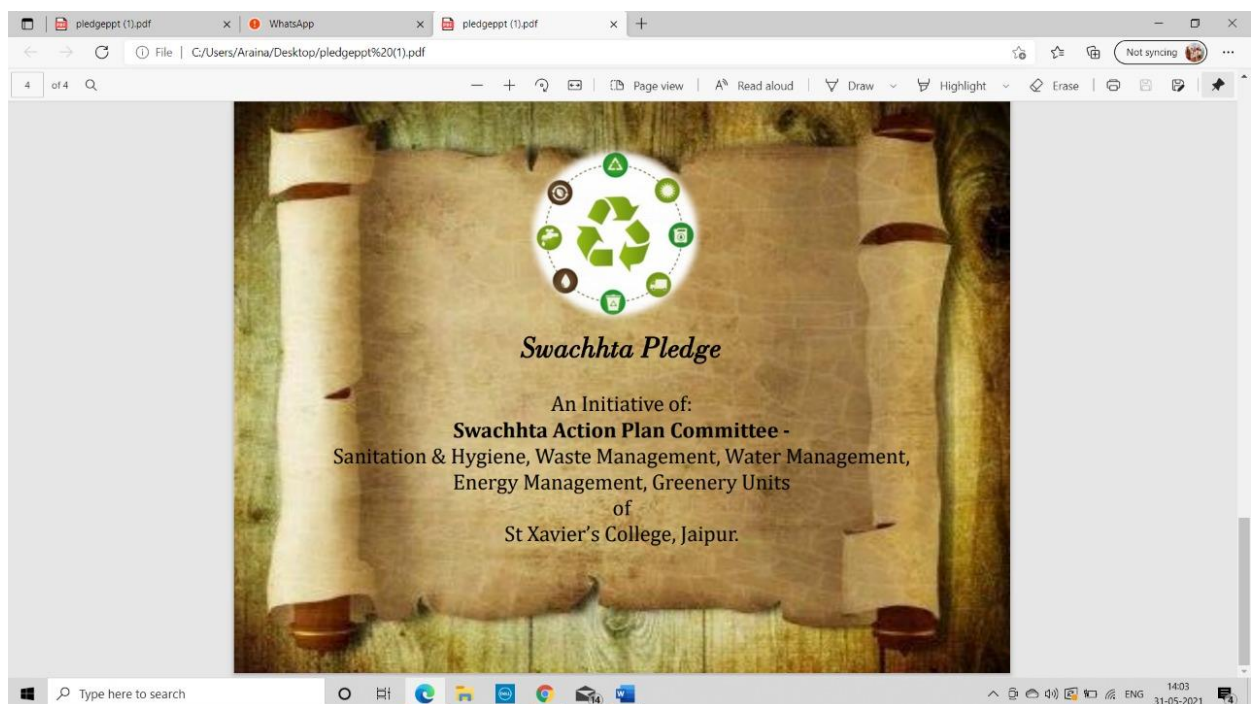 pledgeppt (1).pdf
WhatsApp
pledgeppt (1).pdf
File
C:/Users/Araina/Desktop/pledgeppt%20(1).pdf
Not syncing
4 of 4
Page view
Read aloud
Draw
Highlight
Erase
Swachhta Pledge
An Initiative of:
Swachhta Action Plan Committee -
Sanitation & Hygiene, Waste Management, Water Management,
Energy Management, Greenery Units
of
St Xavier’s College, Jaipur.
Type here to search
14
ENG
14:03
31-05-2021
4